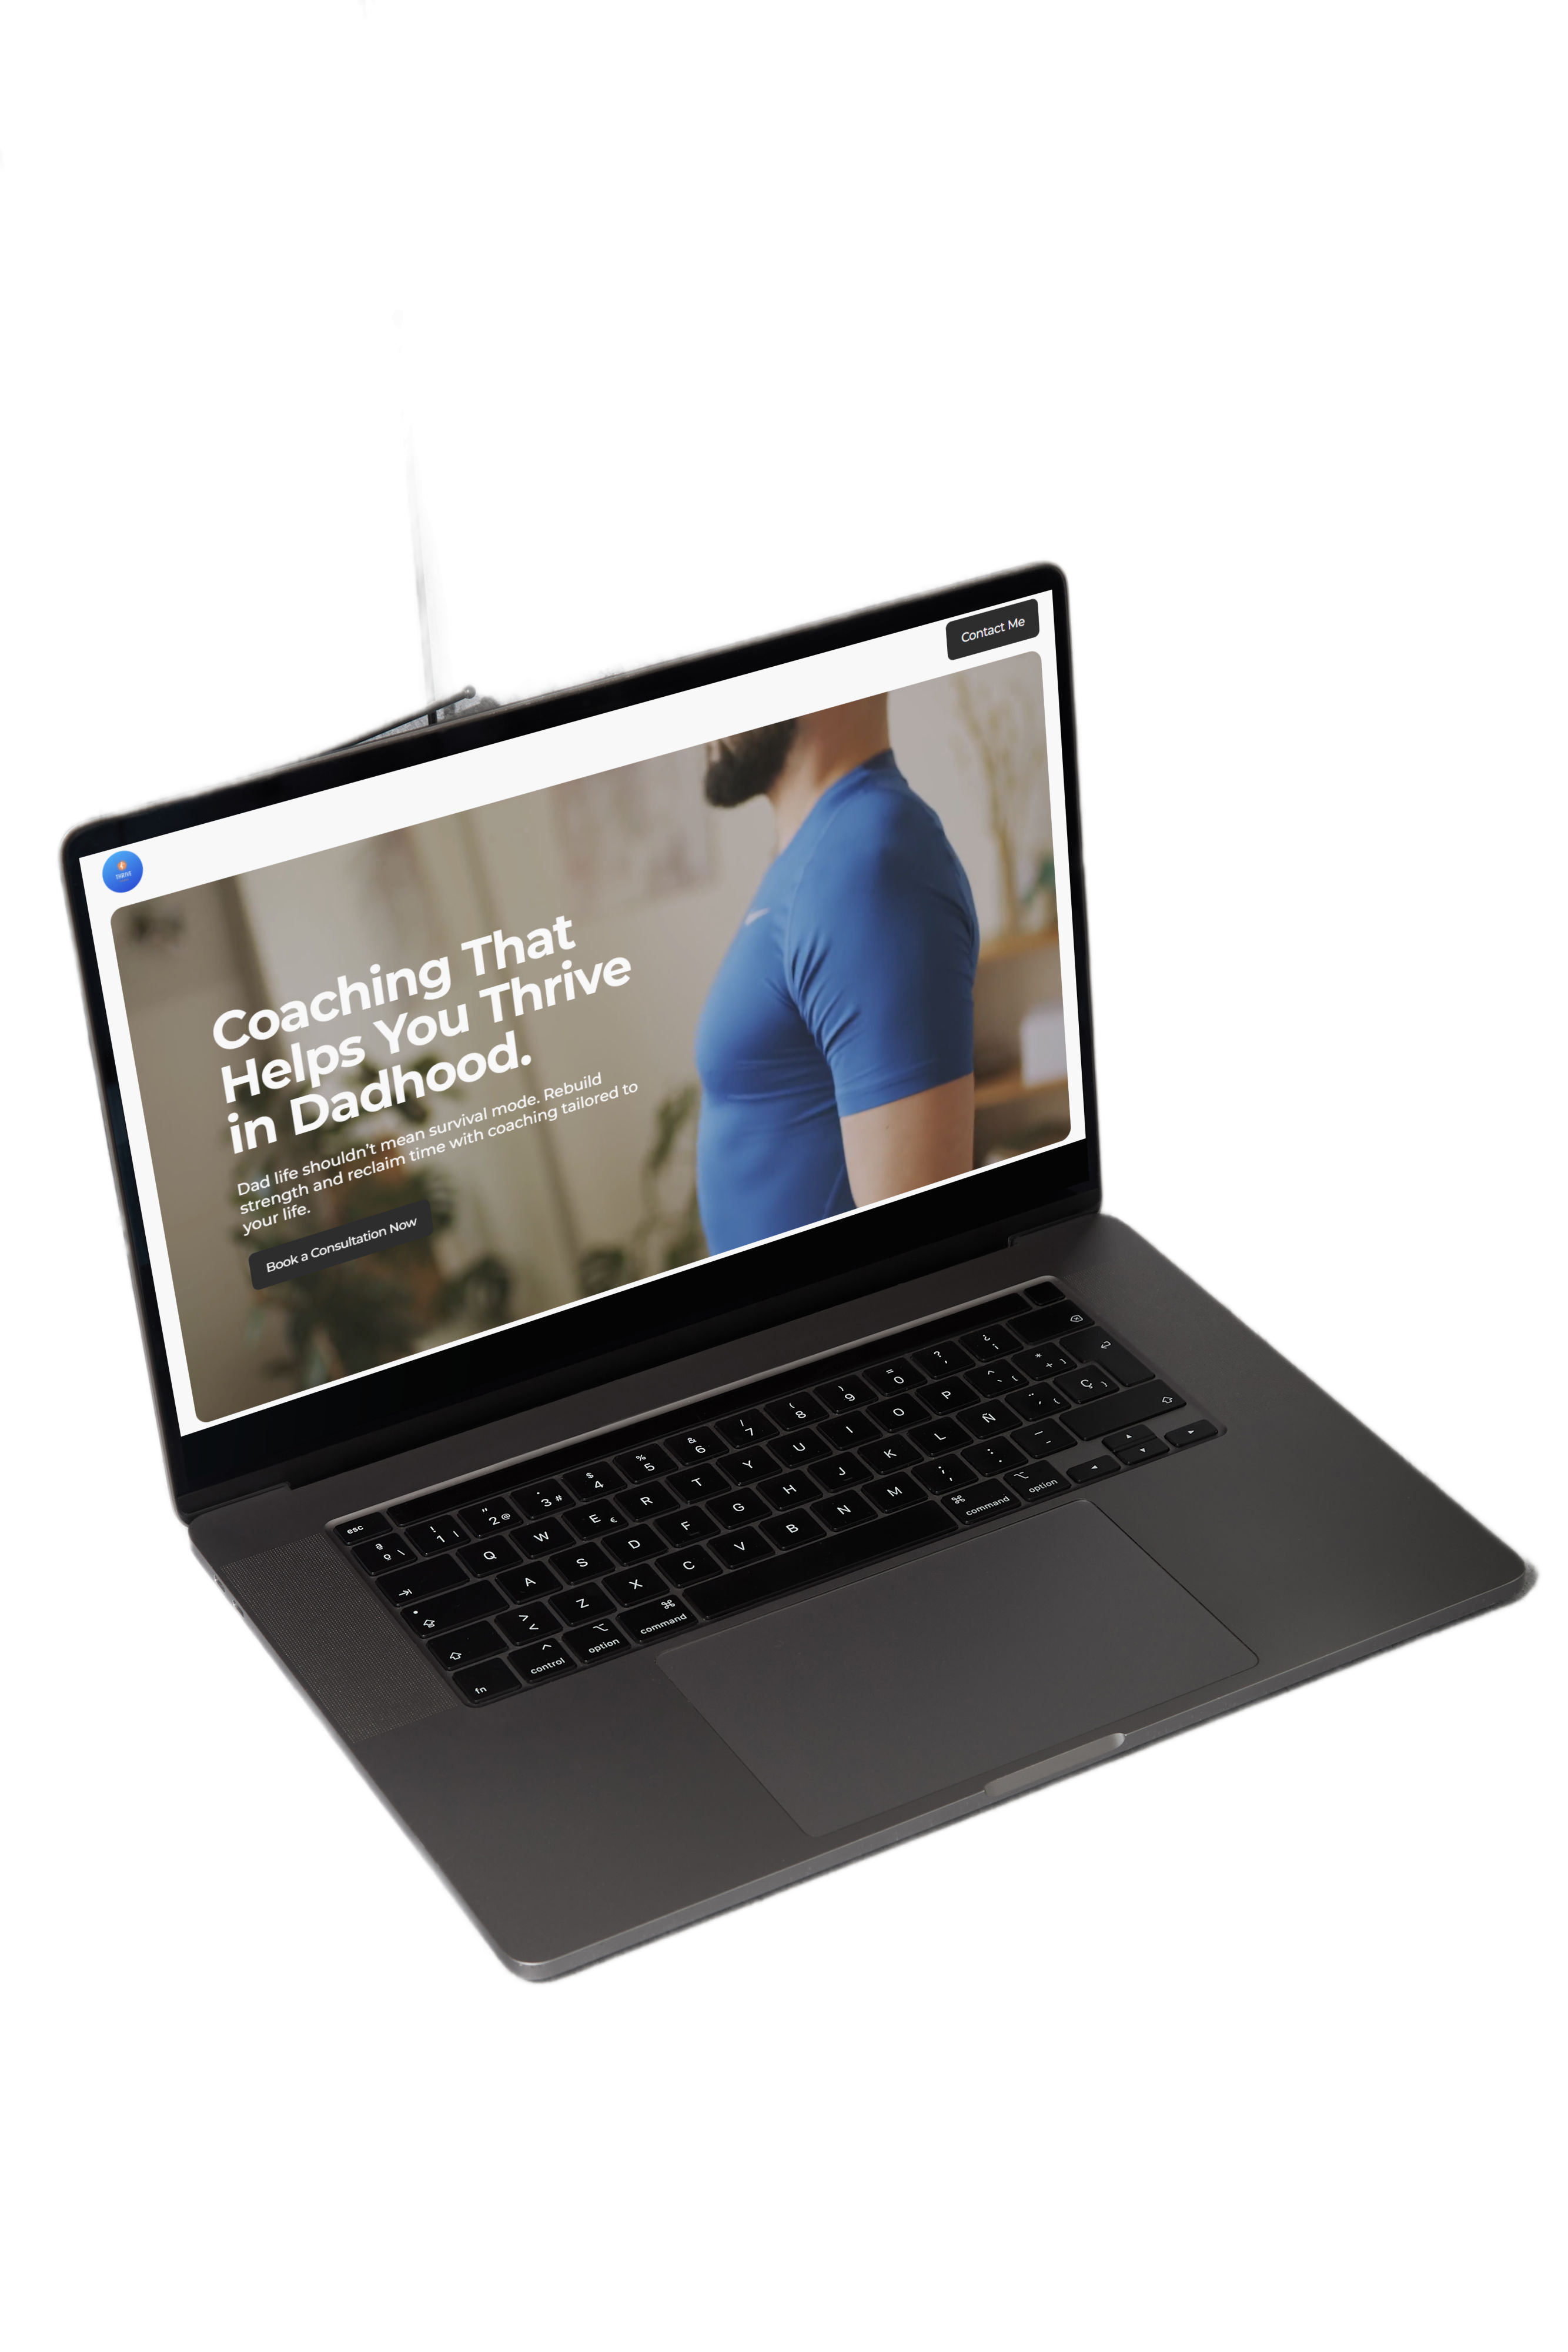 Contact Me
THRIVE
Coaching That
Helps You Thrive
in Dadhood.
Dad life shouldn't mean survival mode. Rebuild
strength and reclaim time with coaching tailored to
your life.
Book a Consultation Now
esc
! 1 |
" 2 @
· 3 #
$ 4
% 5
& 6
/ 7
( 8
) 9
= 0
? '
¿ ¡
ª º \
Q W E € R T Y U I O P ^ ` [ * + ]
A S D F G H J K L Ñ ¨ ´ { Ç }
> < Z X C V B N M ; , : . _ -
fn control option command command option